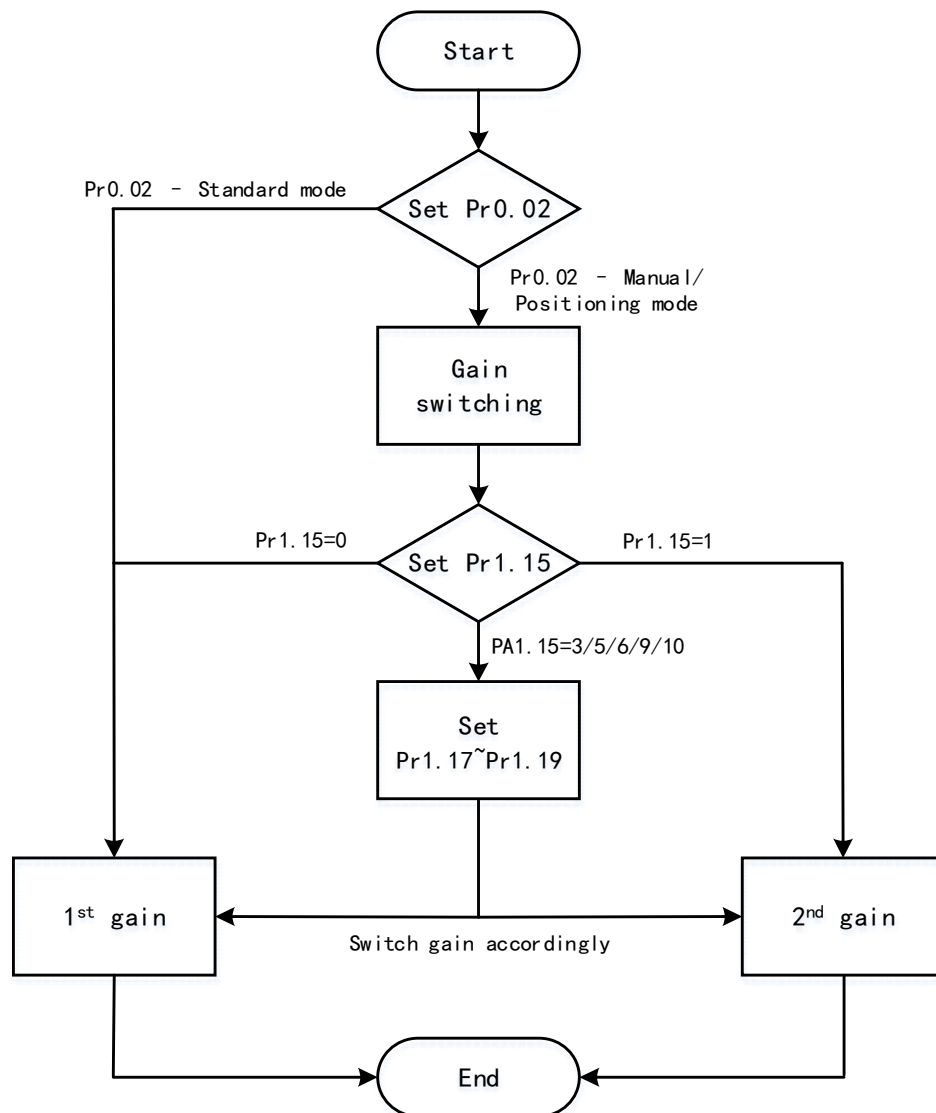 Start
Pr0.02 - Standard mode
Set Pr0.02
Pr0.02 - Manual/
Positioning mode
Gain
switching
Pr1.15=0
Set Pr1.15
Pr1.15=1
PA1.15=3/5/6/9/10
Set
Pr1.17~Pr1.19
1st gain
2nd gain
Switch gain accordingly
End